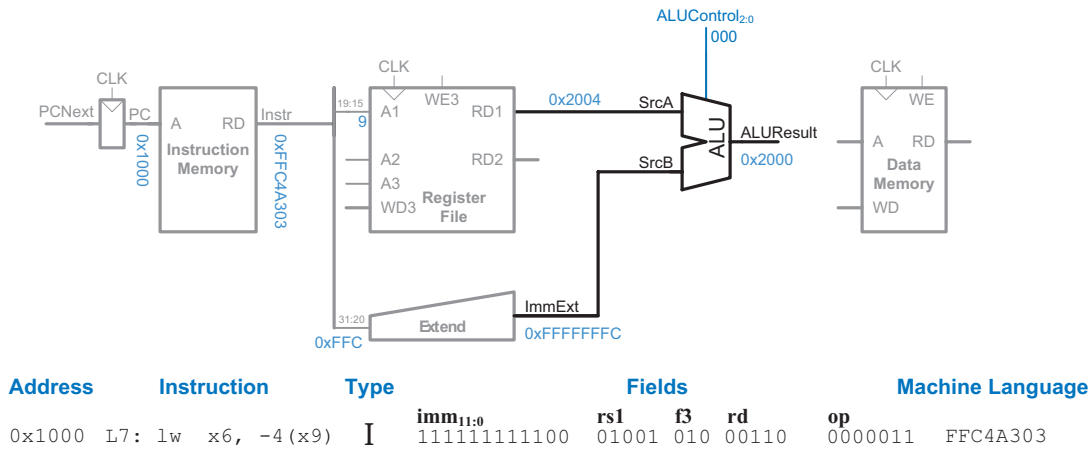 ALUControl2:0
000
CLK
CLK
CLK
PCNext
PC
0x1000
A
RD
Instruction
Memory
Instr
0xFFC4A303
19:15
9
A1
WE3
RD1
0x2004
SrcA
A2
RD2
A3
WD3
Register
File
SrcB
ALU
ALUResult
0x2000
WE
A
RD
Data
Memory
WD
31:20
0xFFC
Extend
ImmExt
0xFFFFFFFC
Address Instruction Type Fields Machine Language
imm11:0 rs1 f3 rd op
0x1000 L7: lw x6, -4(x9) I 111111111100 01001 010 00110 0000011 FFC4A303